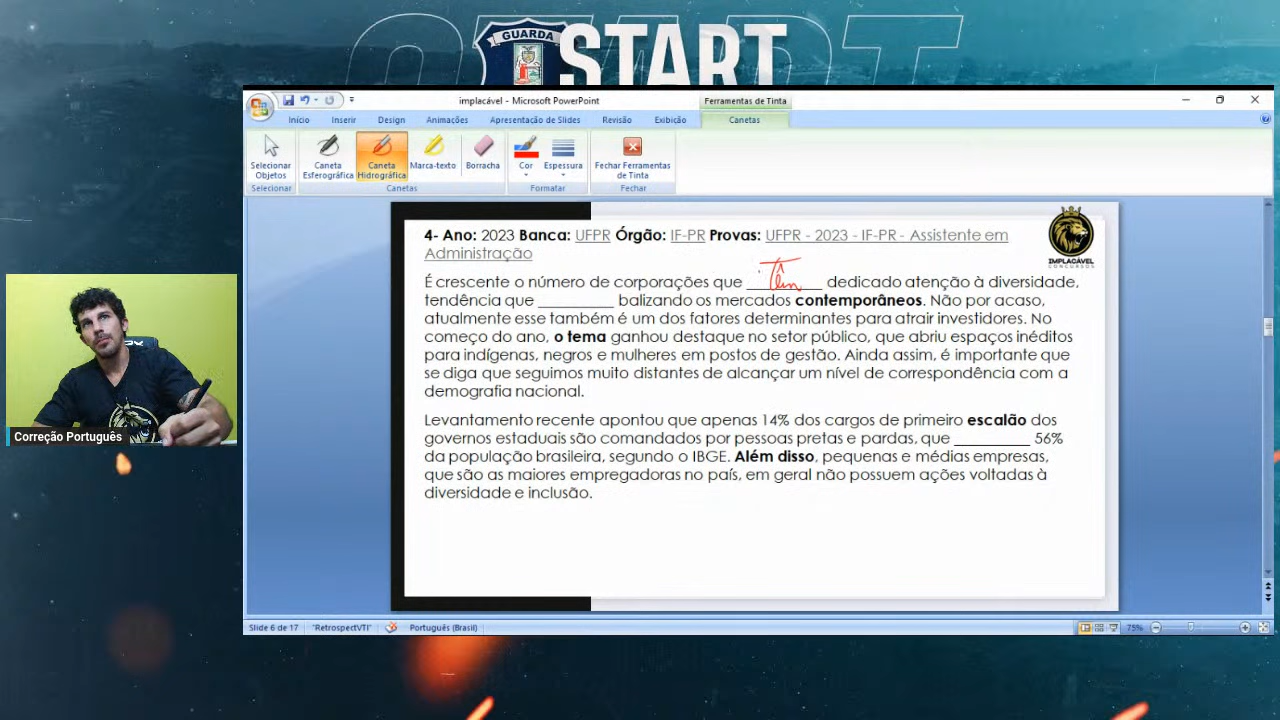 GUARDA
START
implacável - Microsoft PowerPoint
Ferramentas de Tinta
Início Inserir Design Animações Apresentação de Slides Revisão Exibição Canetas
Selecionar Objetos
Caneta Esferográfica
Caneta Hidrográfica
Marca-texto
Borracha
Cor
Espessura
Fechar Ferramentas de Tinta
Selecionar Canetas Formatar Fechar
4- Ano: 2023 Banca: UFPR Órgão: IF-PR Provas: UFPR - 2023 - IF-PR - Assistente em
Administração
IMPLACÁVEL
CONCURSOS
É crescente o número de corporações que têm dedicado atenção à diversidade,
tendência que __________ balizando os mercados contemporâneos. Não por acaso,
atualmente esse também é um dos fatores determinantes para atrair investidores. No
começo do ano, o tema ganhou destaque no setor público, que abriu espaços inéditos
para indígenas, negros e mulheres em postos de gestão. Ainda assim, é importante que
se diga que seguimos muito distantes de alcançar um nível de correspondência com a
demografia nacional.
Levantamento recente apontou que apenas 14% dos cargos de primeiro escalão dos
governos estaduais são comandados por pessoas pretas e pardas, que __________ 56%
da população brasileira, segundo o IBGE. Além disso, pequenas e médias empresas,
que são as maiores empregadoras no país, em geral não possuem ações voltadas à
diversidade e inclusão.
Correção Português
Slide 6 de 17 "RetrospectVTI" Português (Brasil) 75%